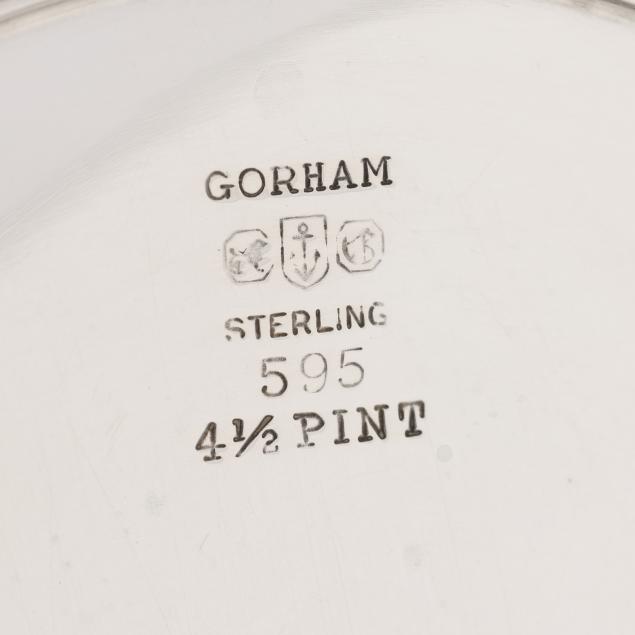 GORHAM
STERLING
595
4½ PINT